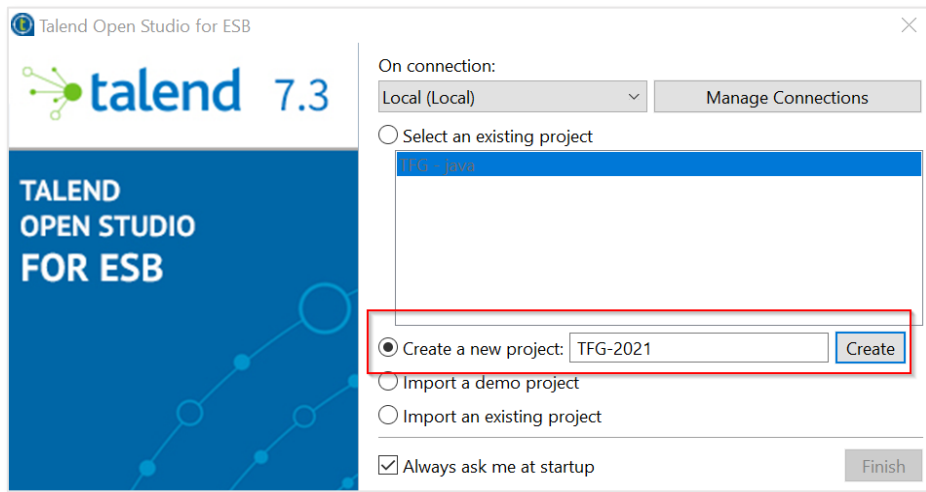 Talend Open Studio for ESB
talend 7.3
TALEND
OPEN STUDIO
FOR ESB
On connection:
Local (Local)
Manage Connections
Select an existing project
TFG - java
Create a new project: TFG-2021 Create
Import a demo project
Import an existing project
Always ask me at startup
Finish